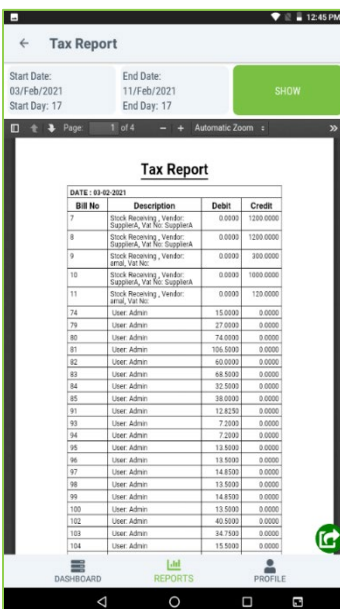 12:45 PM
Tax Report
Start Date: End Date:
03/Feb/2021 11/Feb/2021
Start Day: 17 End Day: 17
SHOW
Page: 1 of 4 − + Automatic Zoom
Tax Report
DATE : 03-02-2021
Bill No Description Debit Credit
7 Stock Receiving , Vendor: 0.0000 1200.0000
SupplierA, Vat No: SupplierA
8 Stock Receiving , Vendor: 0.0000 1200.0000
SupplierA, Vat No: SupplierA
9 Stock Receiving , Vendor: 0.0000 300.0000
amal, Vat No:
10 Stock Receiving , Vendor: 0.0000 1000.0000
SupplierA, Vat No: SupplierA
11 Stock Receiving , Vendor: 0.0000 120.0000
amal, Vat No:
74 User: Admin 15.0000 0.0000
79 User: Admin 27.0000 0.0000
80 User: Admin 74.0000 0.0000
81 User: Admin 106.5000 0.0000
82 User: Admin 60.0000 0.0000
83 User: Admin 68.5000 0.0000
84 User: Admin 32.5000 0.0000
85 User: Admin 38.0000 0.0000
91 User: Admin 12.8250 0.0000
93 User: Admin 7.2000 0.0000
94 User: Admin 7.2000 0.0000
95 User: Admin 13.5000 0.0000
96 User: Admin 13.5000 0.0000
97 User: Admin 14.8500 0.0000
98 User: Admin 13.5000 0.0000
99 User: Admin 14.8500 0.0000
100 User: Admin 13.5000 0.0000
102 User: Admin 40.5000 0.0000
103 User: Admin 34.7500 0.0000
104 User: Admin 15.5000 0.0000
DASHBOARD REPORTS PROFILE